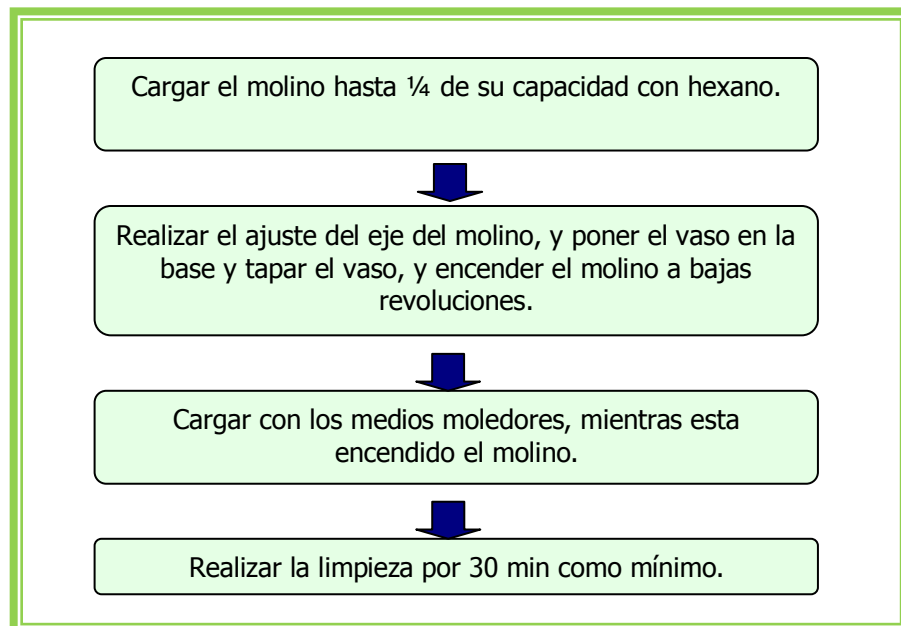 Cargar el molino hasta ¼ de su capacidad con hexano.
Realizar el ajuste del eje del molino, y poner el vaso en la
base y tapar el vaso, y encender el molino a bajas
revoluciones.
Cargar con los medios moledores, mientras esta
encendido el molino.
Realizar la limpieza por 30 min como mínimo.